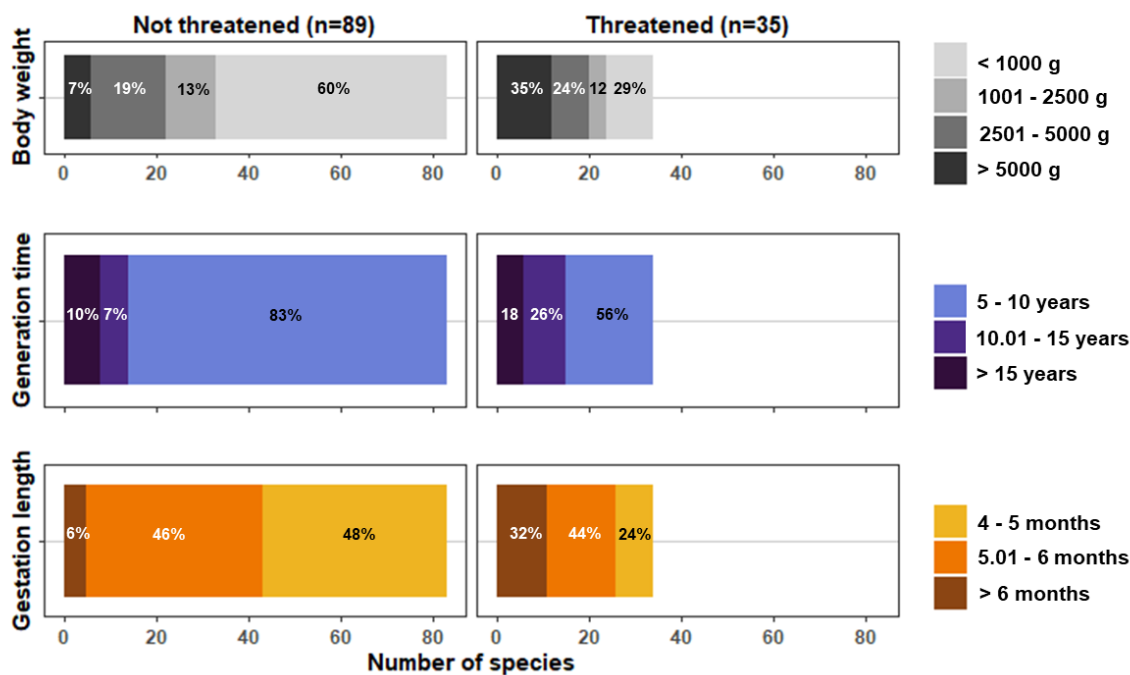 Not threatened (n=89)
Threatened (n=35)
Body weight
7% 19% 13% 60%
35% 24% 12 29%
0 20 40 60 80
0 20 40 60 80
< 1000 g
1001 - 2500 g
2501 - 5000 g
> 5000 g
Generation time
10% 7% 83%
18 26% 56%
5 - 10 years
10.01 - 15 years
> 15 years
Gestation length
6% 46% 48%
32% 44% 24%
0 20 40 60 80
0 20 40 60 80
4 - 5 months
5.01 - 6 months
> 6 months
Number of species